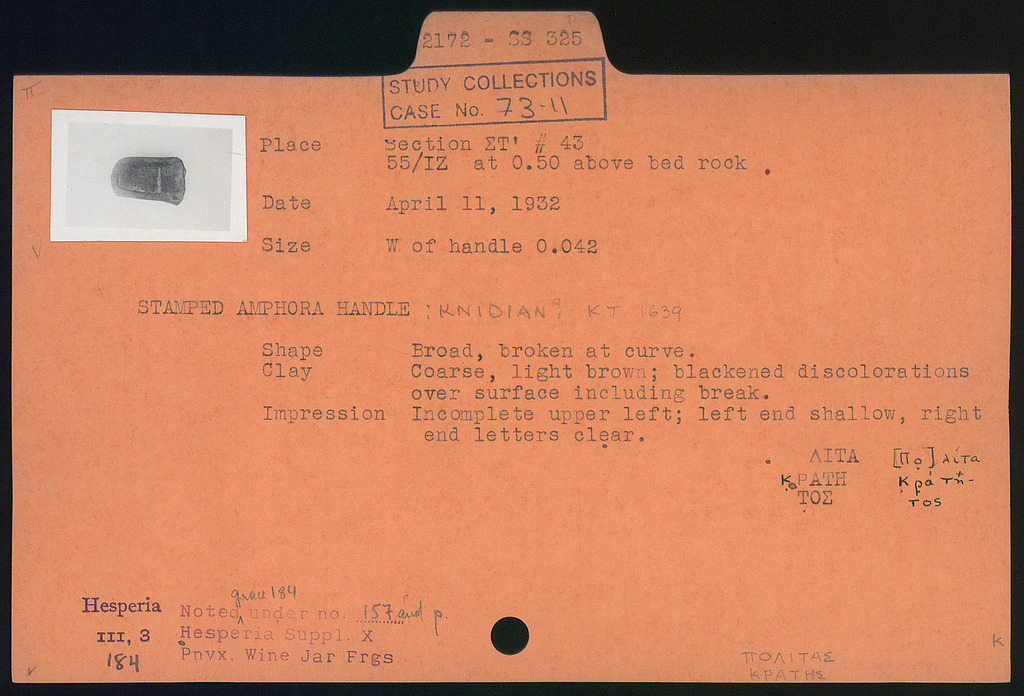 2172 - SS 325
STUDY COLLECTIONS
CASE No. 73-11
π
Place Section ΣΤ' # 43
55/ΙΖ at 0.50 above bed rock .
Date April 11, 1932
Size W of handle 0.042
STAMPED AMPHORA HANDLE ; KNIDIAN? KT 1639
Shape Broad, broken at curve.
Clay Coarse, light brown; blackened discolorations
over surface including break.
Impression Incomplete upper left; left end shallow, right
end letters clear.
ΛΙΤΑ [Πο]λίτα
ΚΡΑΤΗ Κράτη-
ΤΟΣ τος
grace 184
Hesperia Noted under no. 157 and p.
III, 3 Hesperia Suppl. X
184 Pnyx. Wine Jar Frgs
ΠΟΛΙΤΑΣ
ΚΡΑΤΗΣ
K